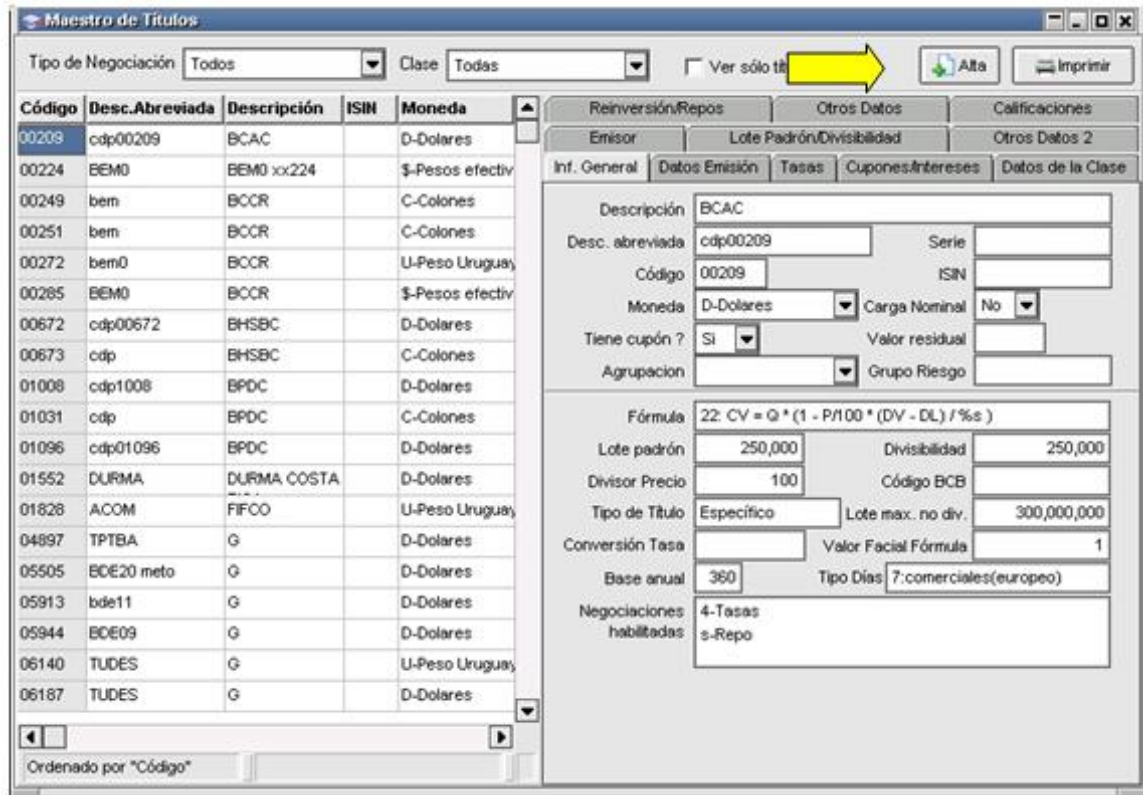 Maestro de Títulos
Tipo de Negociación Todos Clase Todas Ver sólo Alta Imprimir
Código Desc.Abreviada Descripción ISIN Moneda
00209 cdp00209 BCAC D-Dolares
00224 BEM0 BEM0 xx224 $-Pesos efectiv
00249 bem BCCR C-Colones
00251 bem BCCR C-Colones
00272 bem0 BCCR U-Peso Uruguay
00285 BEM0 BCCR $-Pesos efectiv
00672 cdp00672 BHSBC D-Dolares
00673 cdp BHSBC C-Colones
01008 cdp1008 BPDC D-Dolares
01031 cdp BPDC C-Colones
01096 cdp01096 BPDC D-Dolares
01552 DURMA DURMA COSTA D-Dolares
01828 ACOM FIFCO U-Peso Uruguay
04897 TPTBA G D-Dolares
05505 BDE20 meto G D-Dolares
05913 bde11 G D-Dolares
05944 BDE09 G D-Dolares
06140 TUDES G U-Peso Uruguay
06187 TUDES G D-Dolares
Ordenado por "Código"
Reinversión/Repos Otros Datos Calificaciones
Emisor Lote Padrón/Divisibilidad Otros Datos 2
Inf. General Datos Emisión Tasas Cupones/Intereses Datos de la Clase
Descripción BCAC
Desc. abreviada cdp00209 Serie
Código 00209 ISIN
Moneda D-Dolares Carga Nominal No
Tiene cupón ? Si Valor residual
Agrupacion Grupo Riesgo
Fórmula 22: CV = Q * (1 - P/100 * (DV - DL) / %s )
Lote padrón 250,000 Divisibilidad 250,000
Divisor Precio 100 Código BCB
Tipo de Título Específico Lote max. no div. 300,000,000
Conversión Tasa Valor Facial Fórmula 1
Base anual 360 Tipo Días 7:comerciales(europeo)
Negociaciones habilitadas 4-Tasas
s-Repo